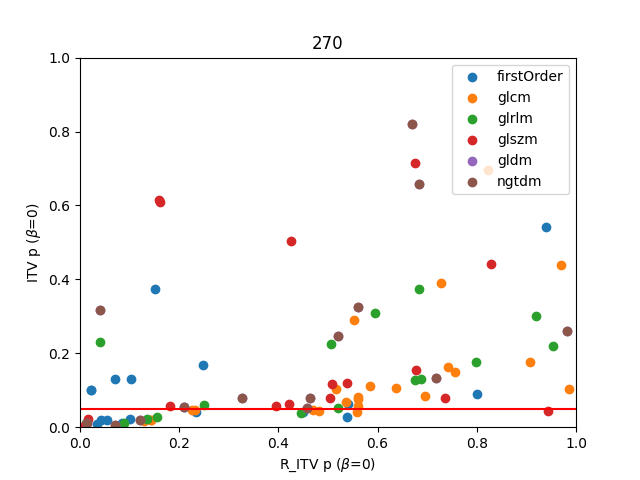 270
1.0
0.8
0.6
0.4
0.2
0.0
ITV p (β=0)
firstOrder
glcm
glrlm
glszm
gldm
ngtdm
0.0 0.2 0.4 0.6 0.8 1.0
R_ITV p (β=0)